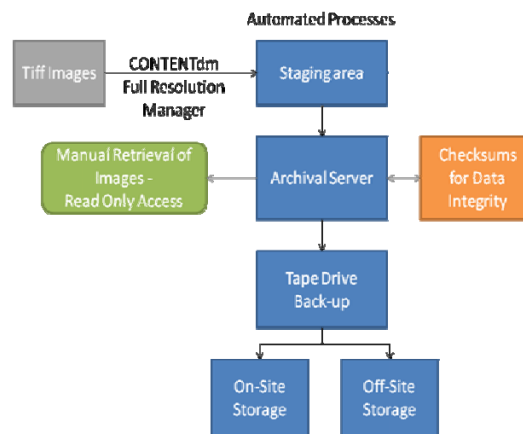 Automated Processes
Tiff Images
CONTENTdm
Full Resolution
Manager
Staging area
Manual Retrieval of
Images -
Read Only Access
Archival Server
Checksums
for Data
Integrity
Tape Drive
Back-up
On-Site
Storage
Off-Site
Storage